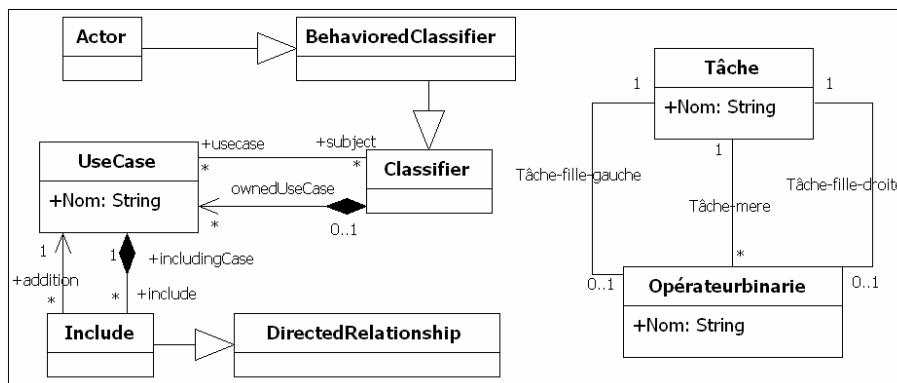 Actor
BehavioredClassifier
Tâche
+Nom: String
1
1
1
+usecase
+subject
*
*
UseCase
+Nom: String
Classifier
ownedUseCase
*
0..1
Tâche-fille-gauche
Tâche-fille-droite
Tâche-mere
1
1
+includingCase
+addition
*
*
+include
*
0..1
0..1
Opérateurbinarie
+Nom: String
Include
DirectedRelationship